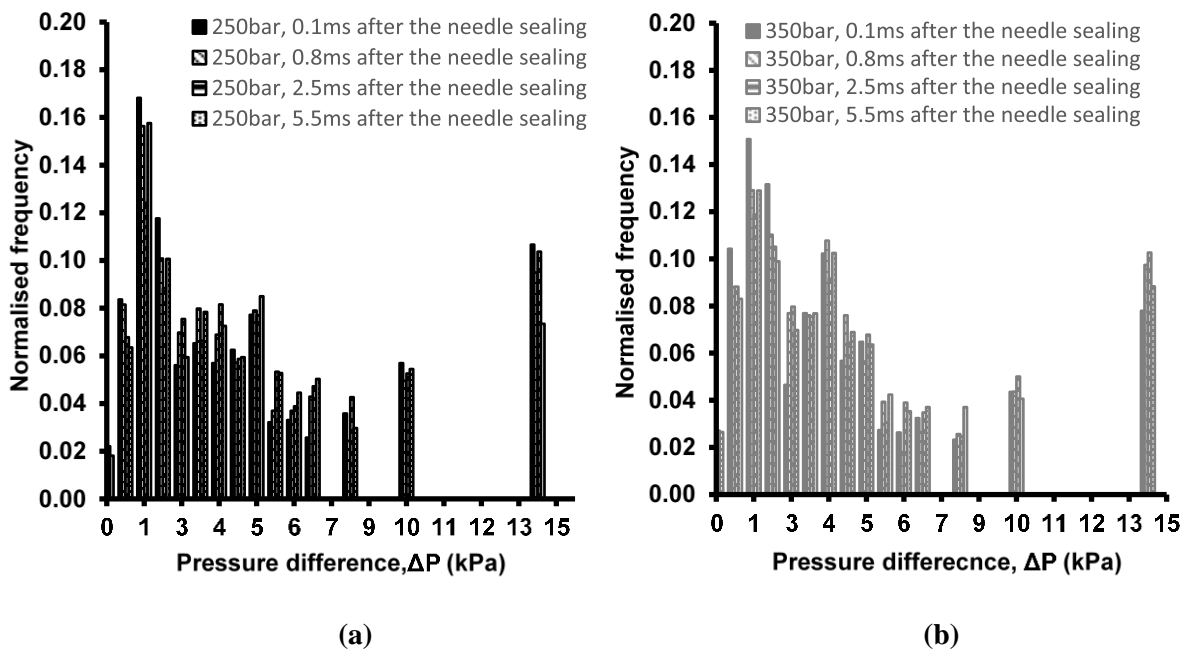 250bar, 0.1ms after the needle sealing
250bar, 0.8ms after the needle sealing
250bar, 2.5ms after the needle sealing
250bar, 5.5ms after the needle sealing
0.20
0.18
0.16
0.14
0.12
0.10
0.08
0.06
0.04
0.02
0.00
Normalised frequency
0 1 3 4 5 6 7 9 10 11 12 13 15
Pressure difference,ΔP (kPa)
(a)
350bar, 0.1ms after the needle sealing
350bar, 0.8ms after the needle sealing
350bar, 2.5ms after the needle sealing
350bar, 5.5ms after the needle sealing
0.20
0.18
0.16
0.14
0.12
0.10
0.08
0.06
0.04
0.02
0.00
Normalised frequency
0 1 3 4 5 6 7 9 10 11 12 13 15
Pressure differecnce, ΔP (kPa)
(b)